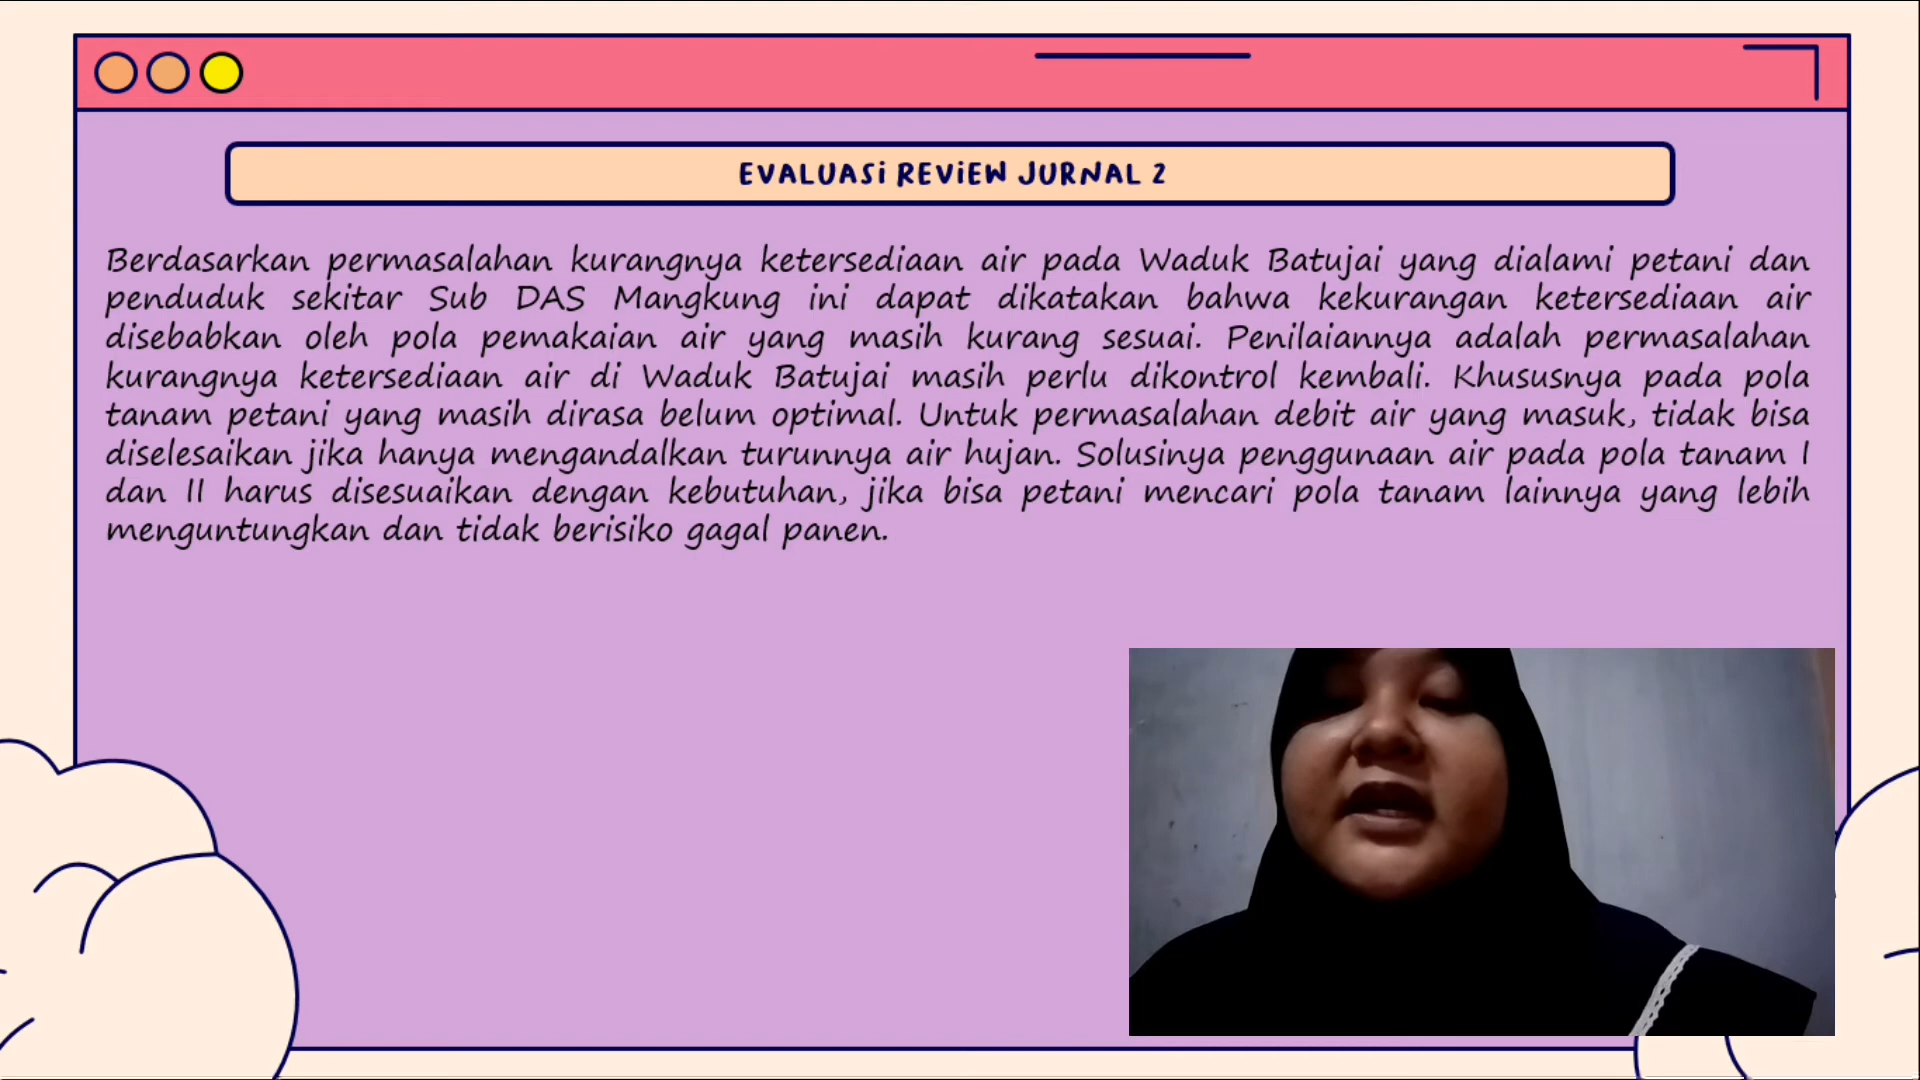 EVALUASI REVIEW JURNAL 2
Berdasarkan permasalahan kurangnya ketersediaan air pada Waduk Batujai yang dialami petani dan
penduduk sekitar Sub DAS Mangkung ini dapat dikatakan bahwa kekurangan ketersediaan air
disebabkan oleh pola pemakaian air yang masih kurang sesuai. Penilaiannya adalah permasalahan
kurangnya ketersediaan air di Waduk Batujai masih perlu dikontrol kembali. Khususnya pada pola
tanam petani yang masih dirasa belum optimal. Untuk permasalahan debit air yang masuk, tidak bisa
diselesaikan jika hanya mengandalkan turunnya air hujan. Solusinya penggunaan air pada pola tanam I
dan II harus disesuaikan dengan kebutuhan, jika bisa petani mencari pola tanam lainnya yang lebih
menguntungkan dan tidak berisiko gagal panen.